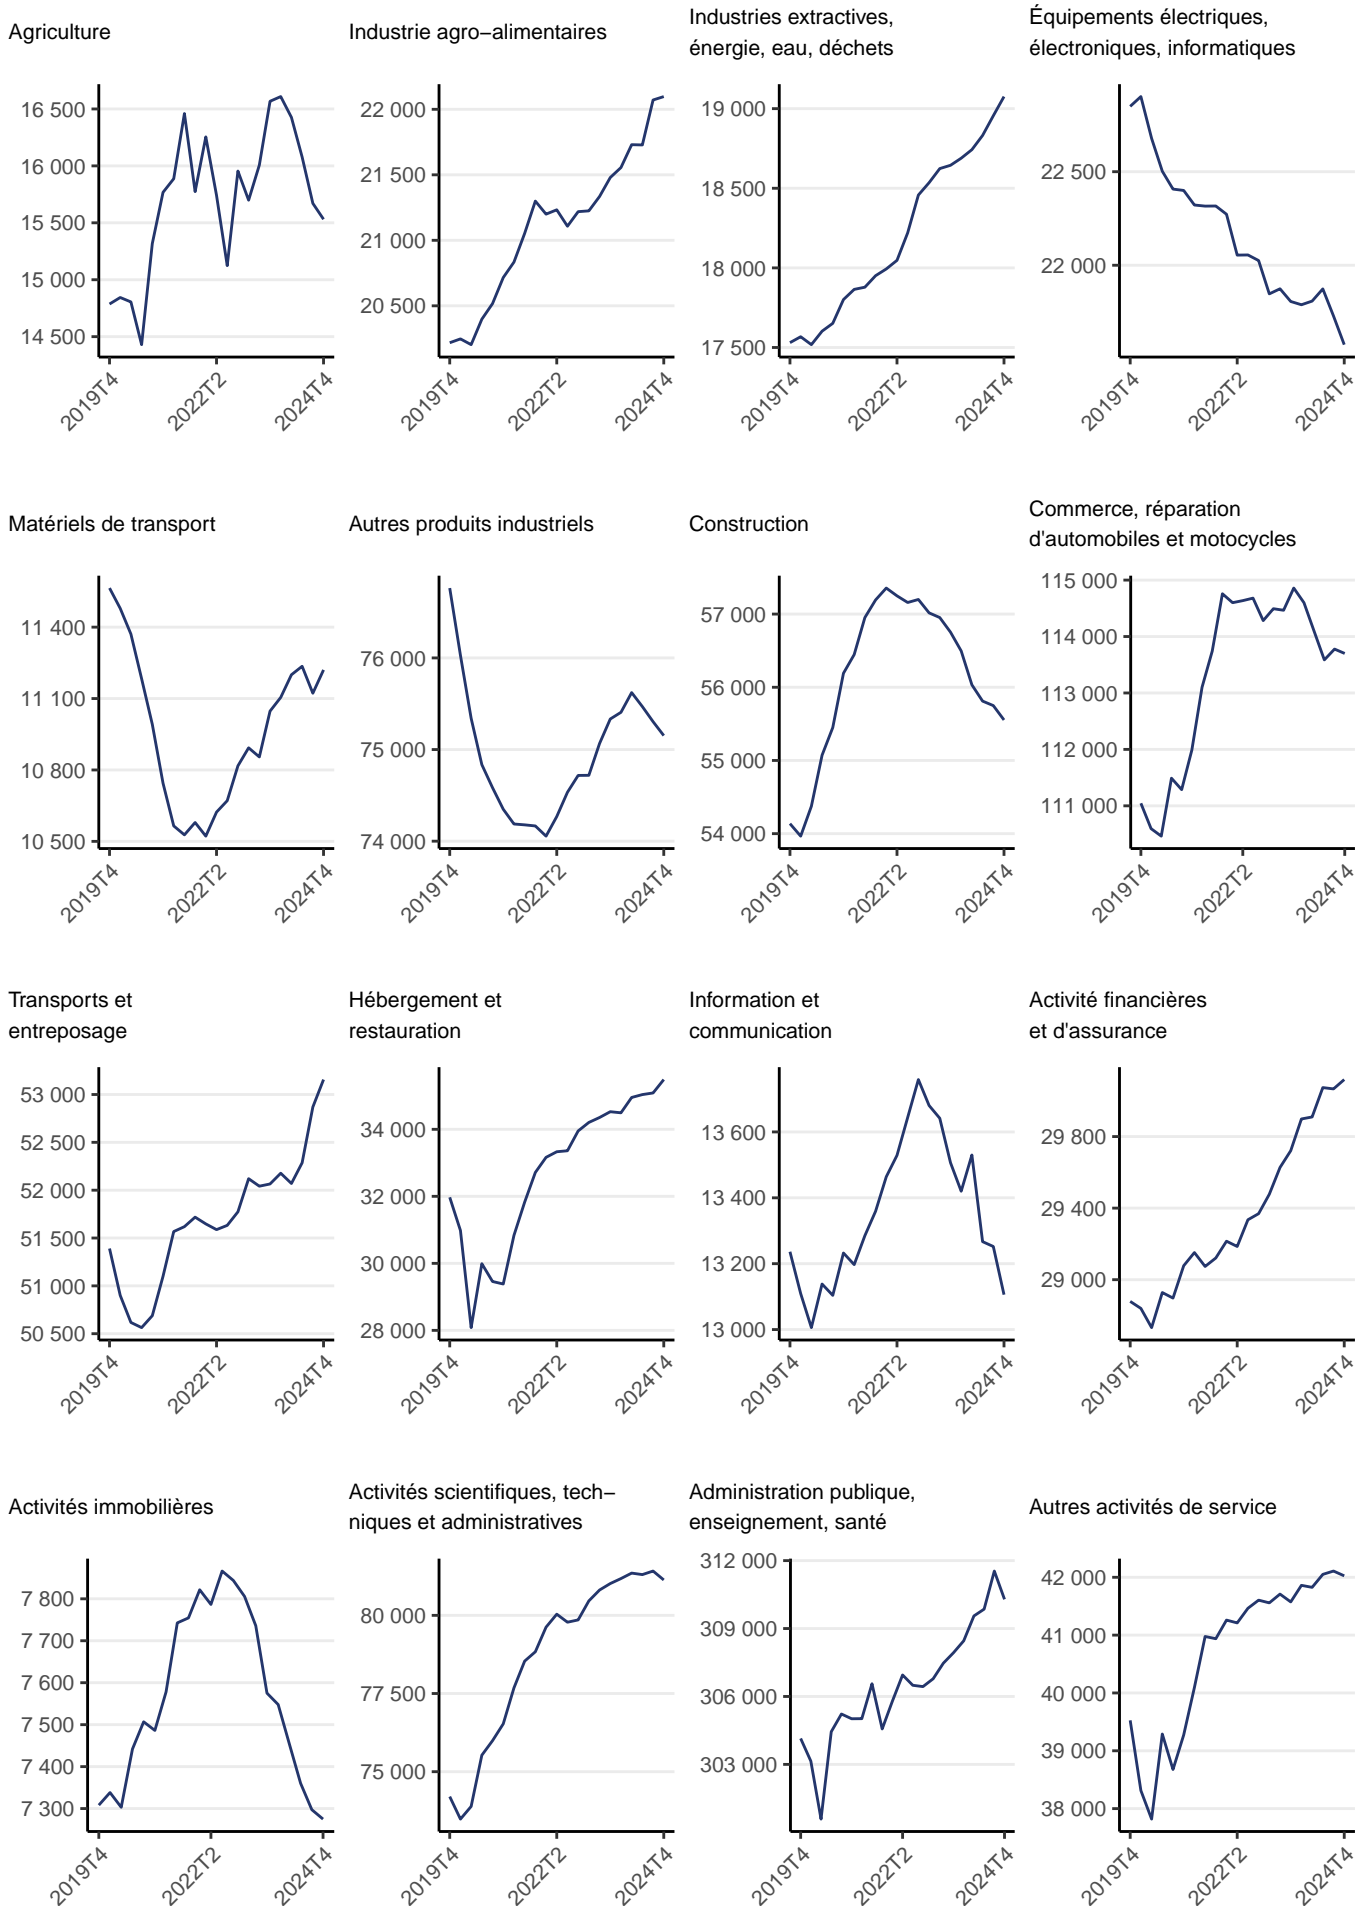 Agriculture
16 500
16 000
15 500
15 000
14 500
2019T4
2022T2
2024T4
Industrie agro−alimentaires
22 000
21 500
21 000
20 500
2019T4
2022T2
2024T4
Industries extractives,
énergie, eau, déchets
19 000
18 500
18 000
17 500
2019T4
2022T2
2024T4
Équipements électriques,
électroniques, informatiques
22 500
22 000
2019T4
2022T2
2024T4
Matériels de transport
11 400
11 100
10 800
10 500
2019T4
2022T2
2024T4
Autres produits industriels
76 000
75 000
74 000
2019T4
2022T2
2024T4
Construction
57 000
56 000
55 000
54 000
2019T4
2022T2
2024T4
Commerce, réparation
d'automobiles et motocycles
115 000
114 000
113 000
112 000
111 000
2019T4
2022T2
2024T4
Transports et
entreposage
53 000
52 500
52 000
51 500
51 000
50 500
2019T4
2022T2
2024T4
Hébergement et
restauration
34 000
32 000
30 000
28 000
2019T4
2022T2
2024T4
Information et
communication
13 600
13 400
13 200
13 000
2019T4
2022T2
2024T4
Activité financières
et d'assurance
29 800
29 400
29 000
2019T4
2022T2
2024T4
Activités immobilières
7 800
7 700
7 600
7 500
7 400
7 300
2019T4
2022T2
2024T4
Activités scientifiques, tech−
niques et administratives
80 000
77 500
75 000
2019T4
2022T2
2024T4
Administration publique,
enseignement, santé
312 000
309 000
306 000
303 000
2019T4
2022T2
2024T4
Autres activités de service
42 000
41 000
40 000
39 000
38 000
2019T4
2022T2
2024T4